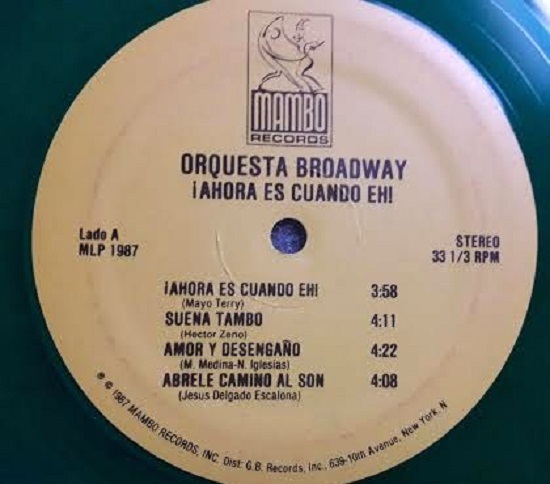 MAMBO
RECORDS
ORQUESTA BROADWAY
¡AHORA ES CUANDO EH!
Lado A
MLP 1987
STEREO
33 1/3 RPM
¡AHORA ES CUANDO EH! 3:58
(Mayo Terry)
SUENA TAMBO 4:11
(Hector Zeno)
AMOR Y DESENGAÑO 4:22
(M. Medina-N. Iglesias)
ABRELE CAMINO AL SON 4:08
(Jesus Delgado Escalona)
℗ © 1987 MAMBO RECORDS, INC. Dist. G.B. Records, Inc., 639-10th Avenue, New York, N